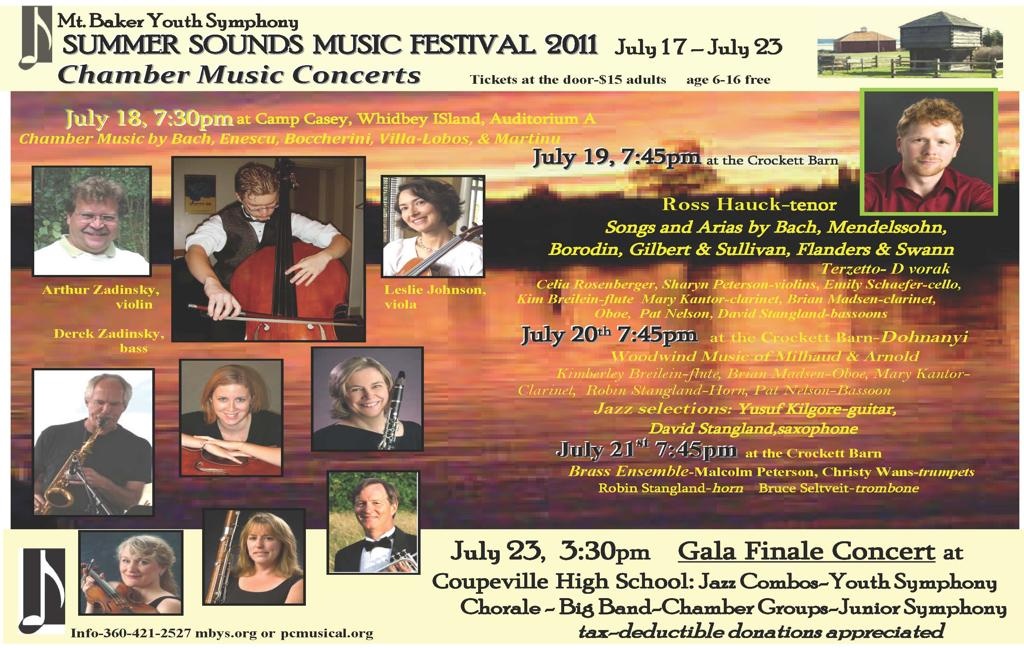 Mt. Baker Youth Symphony
SUMMER SOUNDS MUSIC FESTIVAL 2011 July 17 – July 23
Chamber Music Concerts Tickets at the door-$15 adults age 6-16 free
July 18, 7:30pm at Camp Casey, Whidbey ISland, Auditorium A
Chamber Music by Bach, Enescu, Boccherini, Villa-Lobos, & Martinu
Arthur Zadinsky,
violin
Derek Zadinsky,
bass
Leslie Johnson,
viola
July 19, 7:45pm at the Crockett Barn
Ross Hauck-tenor
Songs and Arias by Bach, Mendelssohn,
Borodin, Gilbert & Sullivan, Flanders & Swann
Terzetto- D vorak
Celia Rosenberger, Sharyn Peterson-violins, Emily Schaefer-cello,
Kim Breilein-flute Mary Kantor-clarinet, Brian Madsen-clarinet,
Oboe, Pat Nelson, David Stangland-bassoons
July 20th 7:45pm at the Crockett Barn-Dohnanyi
Woodwind Music of Milhaud & Arnold
Kimberley Breilein-flute, Brian Madsen-Oboe, Mary Kantor-
Clarinet, Robin Stangland-Horn, Pat Nelson-Bassoon
Jazz selections: Yusuf Kilgore-guitar,
David Stangland,saxophone
July 21st 7:45pm at the Crockett Barn
Brass Ensemble-Malcolm Peterson, Christy Wans-trumpets
Robin Stangland-horn Bruce Seltveit-trombone
July 23, 3:30pm Gala Finale Concert at
Coupeville High School: Jazz Combos-Youth Symphony
Chorale - Big Band-Chamber Groups-Junior Symphony
tax-deductible donations appreciated
Info-360-421-2527 mbys.org or pcmusical.org